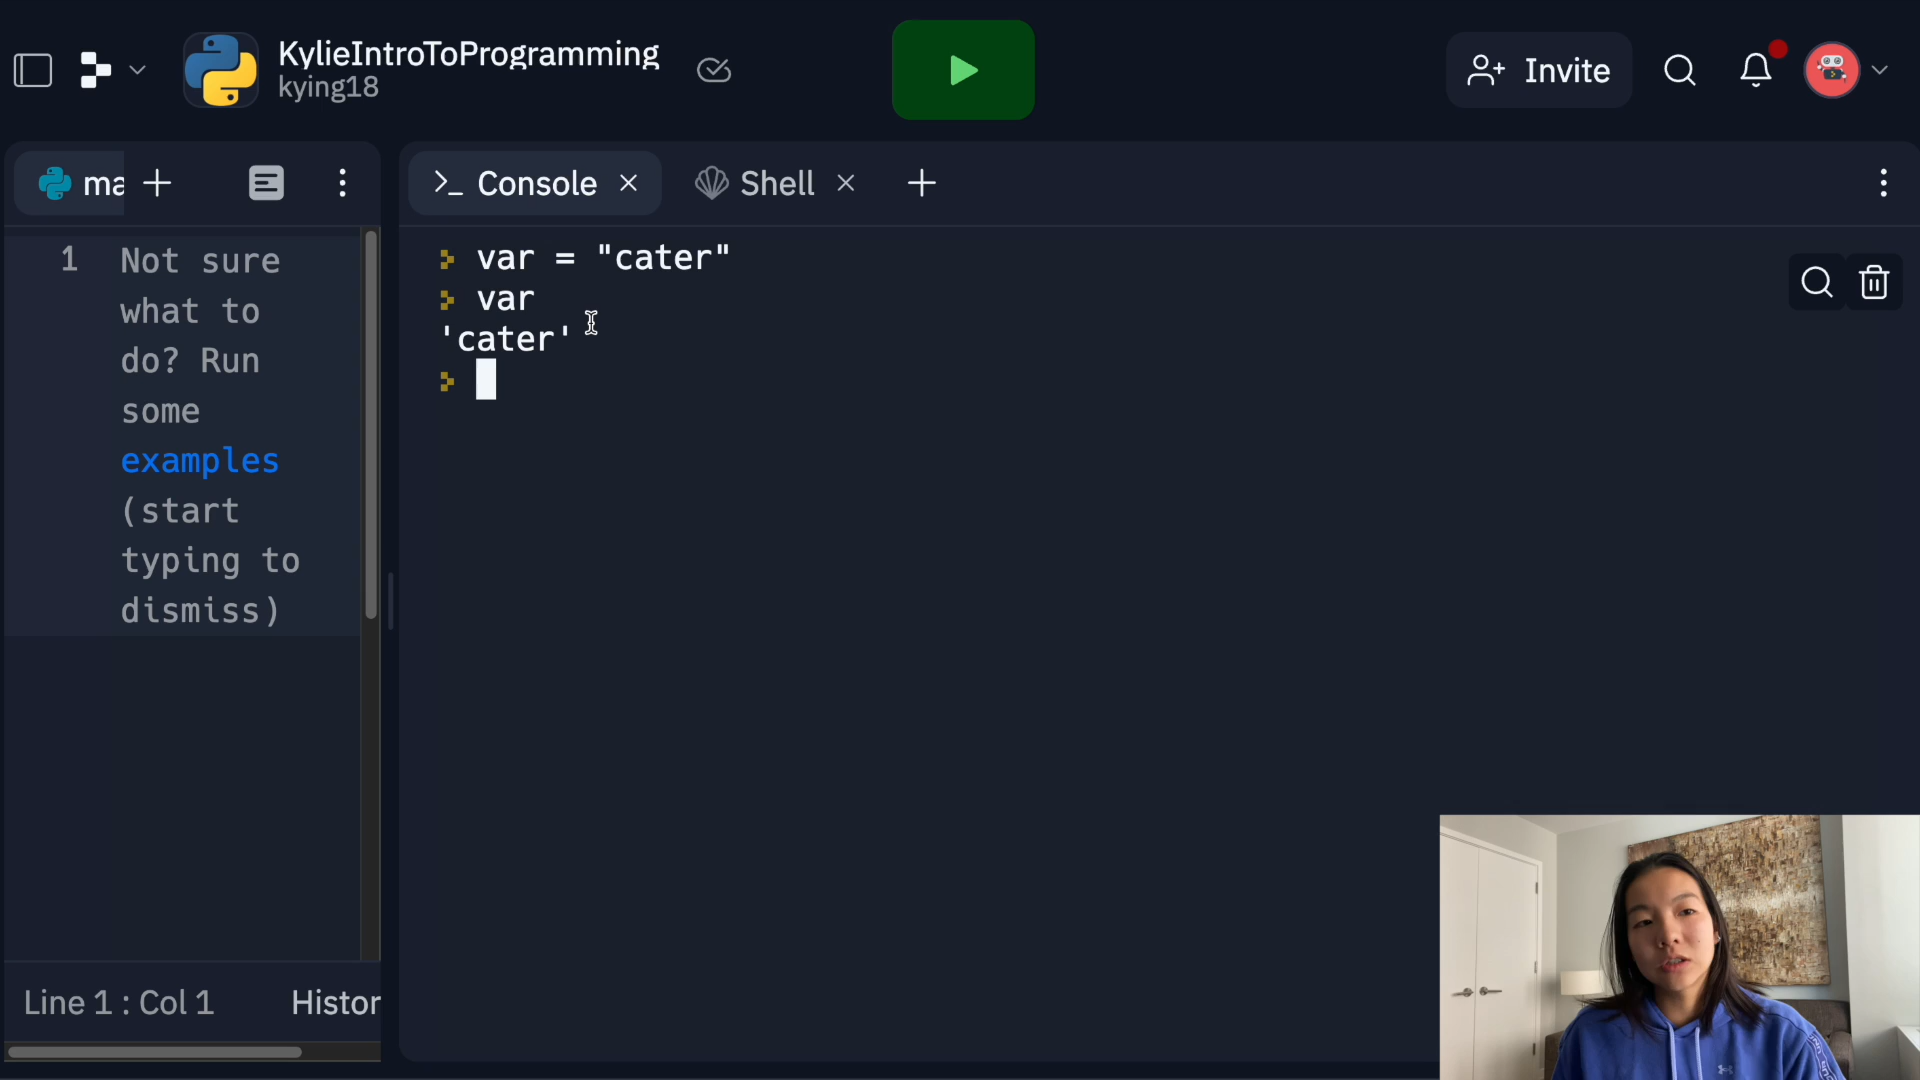 KylieIntroToProgramming
kying18
Invite
ma
>_ Console
Shell
1 Not sure
what to
do? Run
some
examples
(start
typing to
dismiss)
var = "cater"
var
'cater'
Line 1 : Col 1
Histor